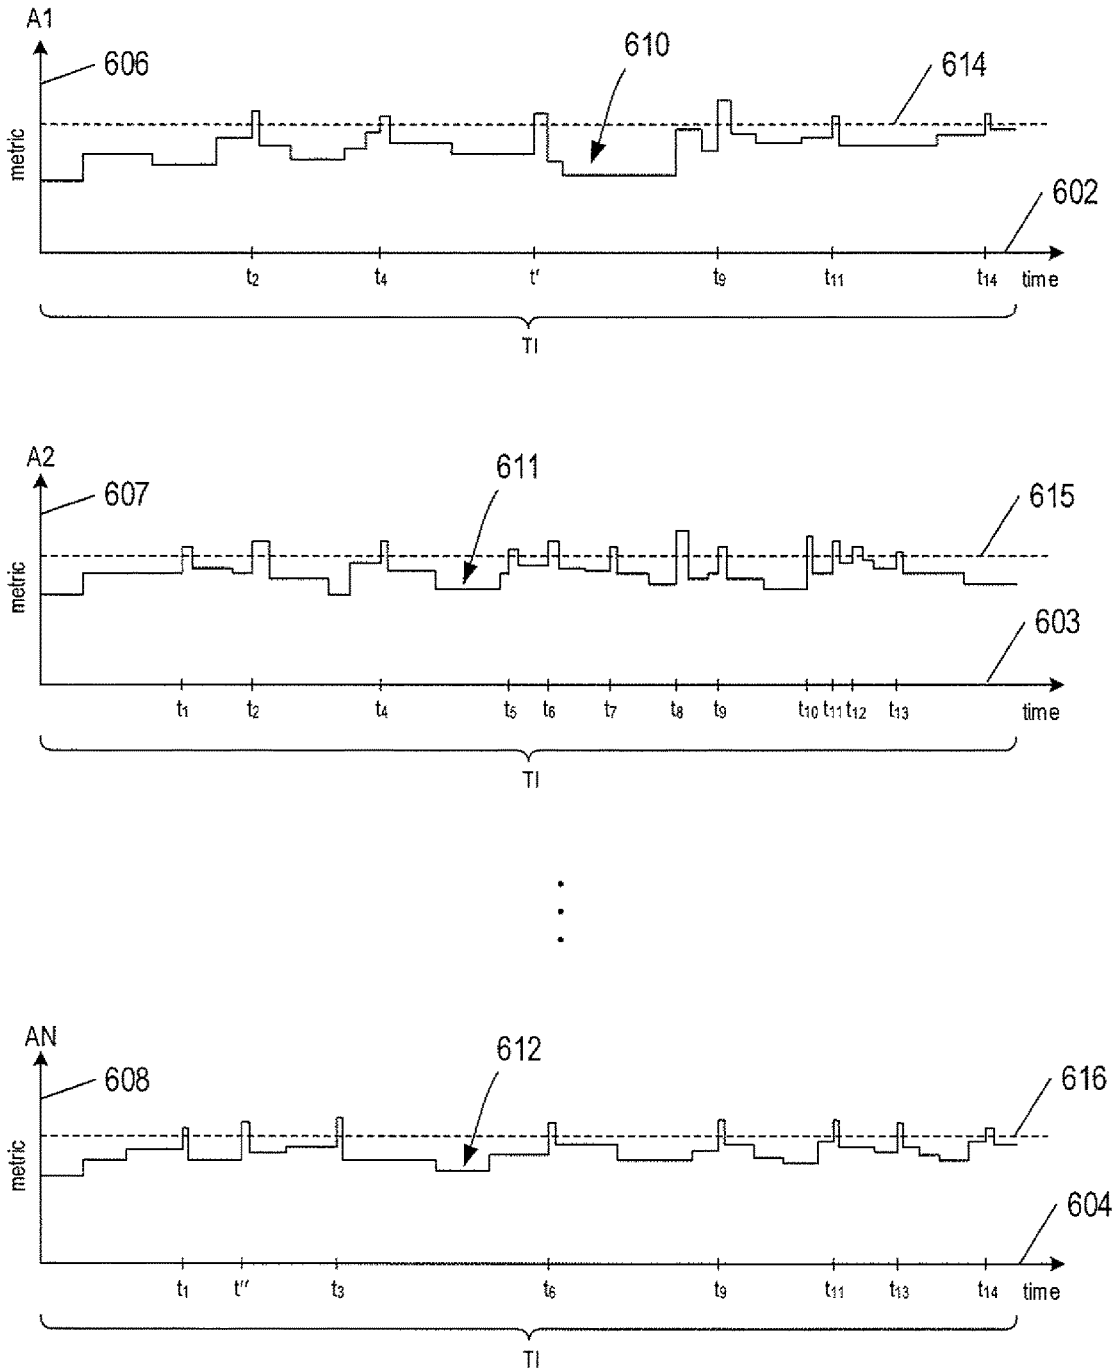 A1
606
610
614
metric
602
t₂ t₄ t' t₉ t₁₁ t₁₄ time
TI
A2
607
611
615
metric
603
t₁ t₂ t₄ t₅ t₆ t₇ t₈ t₉ t₁₀ t₁₁ t₁₂ t₁₃ time
TI
AN
608
612
616
metric
604
t₁ t'' t₃ t₆ t₉ t₁₁ t₁₃ t₁₄ time
TI